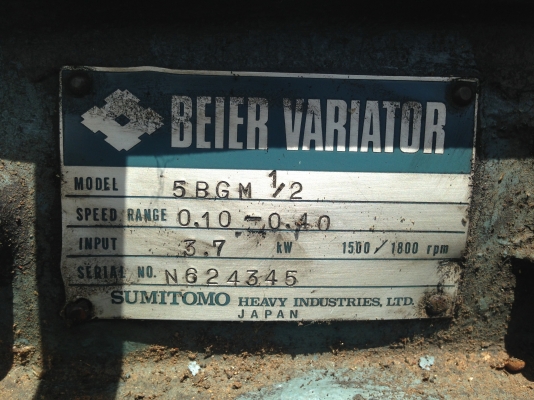 BEIER VARIATOR
MODEL 5BGM 1/2
SPEED RANGE 0.10-0.40
INPUT 3.7 kW 1500/1800 rpm
SERIAL NO. N624345
SUMITOMO HEAVY INDUSTRIES, LTD.
JAPAN